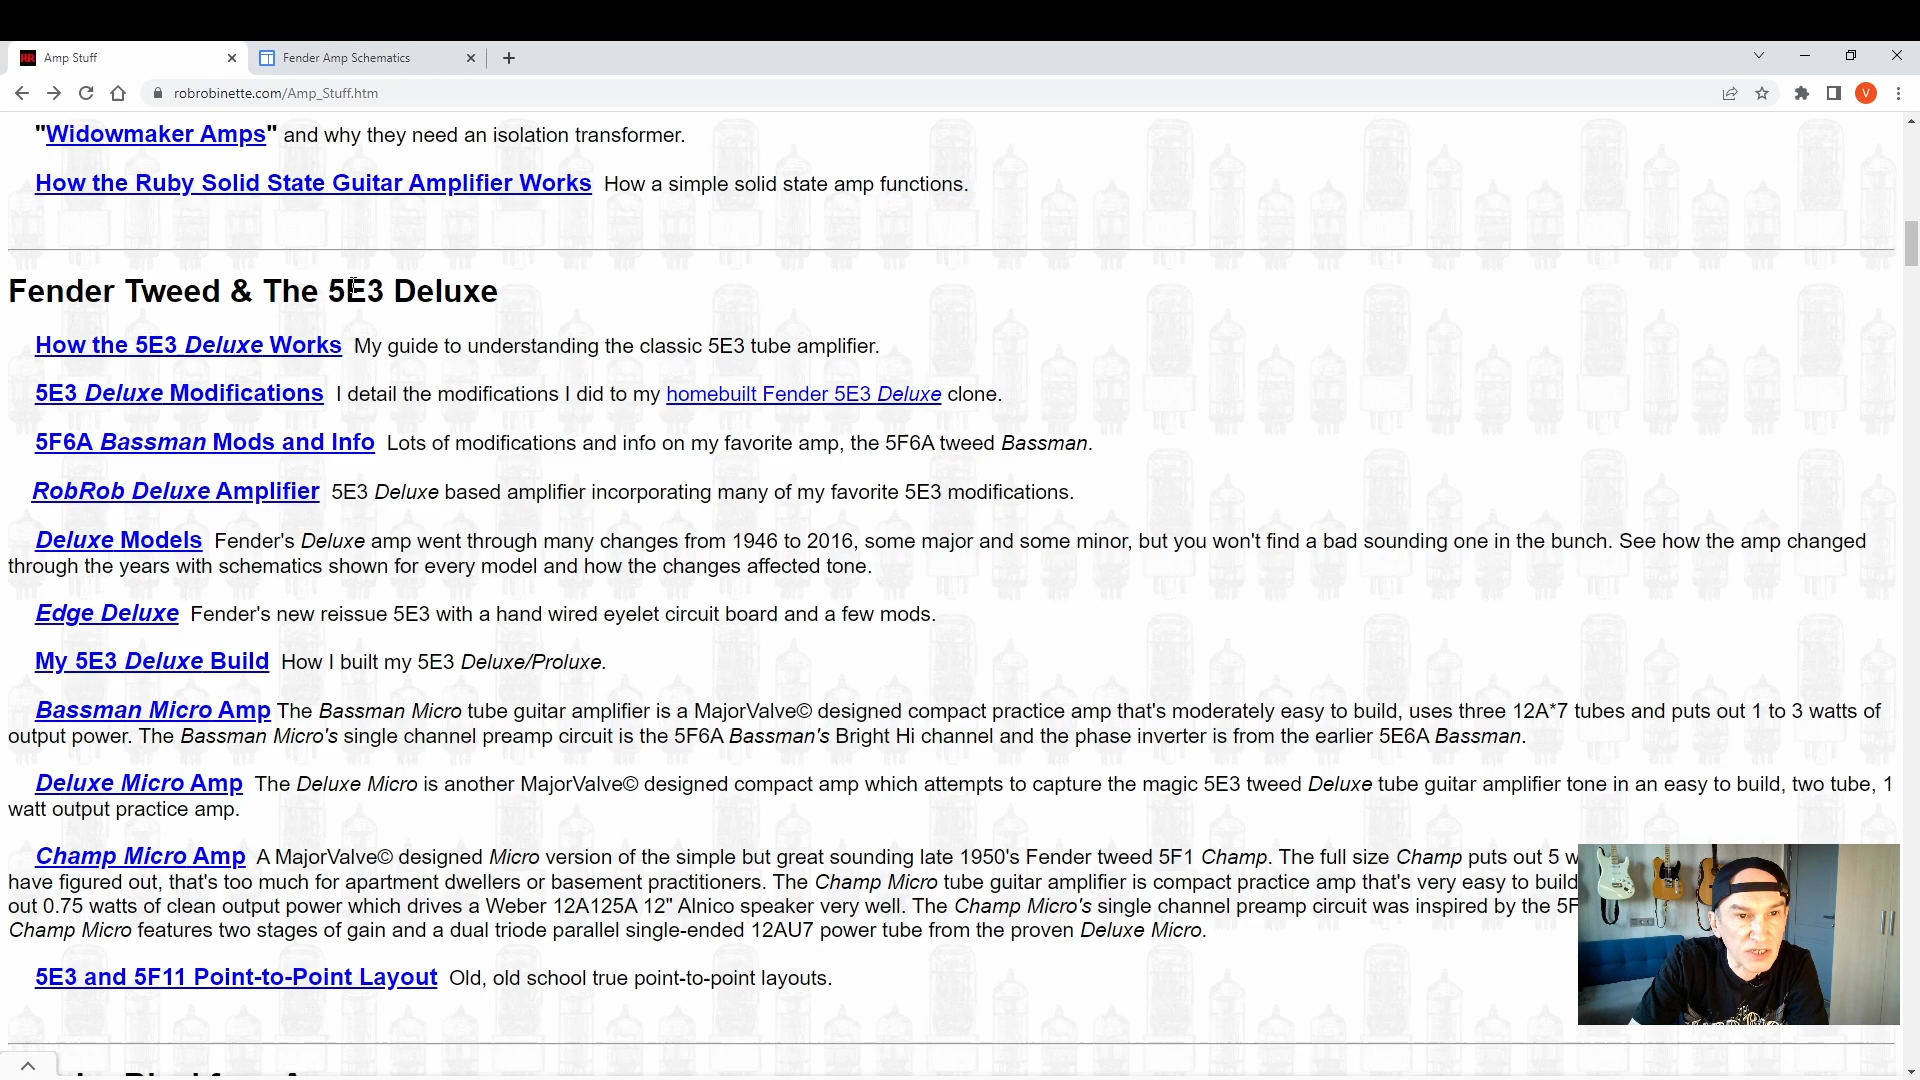 Amp Stuff
Fender Amp Schematics
robrobinette.com/Amp_Stuff.htm
V
"Widowmaker Amps" and why they need an isolation transformer.
How the Ruby Solid State Guitar Amplifier Works How a simple solid state amp functions.
Fender Tweed & The 5E3 Deluxe
How the 5E3 Deluxe Works My guide to understanding the classic 5E3 tube amplifier.
5E3 Deluxe Modifications I detail the modifications I did to my homebuilt Fender 5E3 Deluxe clone.
5F6A Bassman Mods and Info Lots of modifications and info on my favorite amp, the 5F6A tweed Bassman.
RobRob Deluxe Amplifier 5E3 Deluxe based amplifier incorporating many of my favorite 5E3 modifications.
Deluxe Models Fender's Deluxe amp went through many changes from 1946 to 2016, some major and some minor, but you won't find a bad sounding one in the bunch. See how the amp changed
through the years with schematics shown for every model and how the changes affected tone.
Edge Deluxe Fender's new reissue 5E3 with a hand wired eyelet circuit board and a few mods.
My 5E3 Deluxe Build How I built my 5E3 Deluxe/Proluxe.
Bassman Micro Amp The Bassman Micro tube guitar amplifier is a MajorValve© designed compact practice amp that's moderately easy to build, uses three 12A*7 tubes and puts out 1 to 3 watts of
output power. The Bassman Micro's single channel preamp circuit is the 5F6A Bassman's Bright Hi channel and the phase inverter is from the earlier 5E6A Bassman.
Deluxe Micro Amp The Deluxe Micro is another MajorValve© designed compact amp which attempts to capture the magic 5E3 tweed Deluxe tube guitar amplifier tone in an easy to build, two tube, 1
watt output practice amp.
Champ Micro Amp A MajorValve© designed Micro version of the simple but great sounding late 1950's Fender tweed 5F1 Champ. The full size Champ puts out 5 w
have figured out, that's too much for apartment dwellers or basement practitioners. The Champ Micro tube guitar amplifier is compact practice amp that's very easy to build
out 0.75 watts of clean output power which drives a Weber 12A125A 12" Alnico speaker very well. The Champ Micro's single channel preamp circuit was inspired by the 5F
Champ Micro features two stages of gain and a dual triode parallel single-ended 12AU7 power tube from the proven Deluxe Micro.
5E3 and 5F11 Point-to-Point Layout Old, old school true point-to-point layouts.